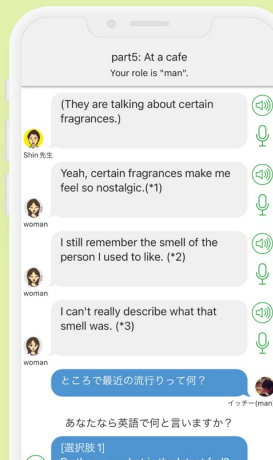 part5: At a cafe
Your role is "man".
(They are talking about certain
fragrances.)
Shin先生
Yeah, certain fragrances make me
feel so nostalgic.(*1)
woman
I still remember the smell of the
person I used to like. (*2)
woman
I can't really describe what that
smell was. (*3)
woman
ところで最近の流行りって何？
イッチー(man)
あなたなら英語で何と言いますか？
[選択肢1]